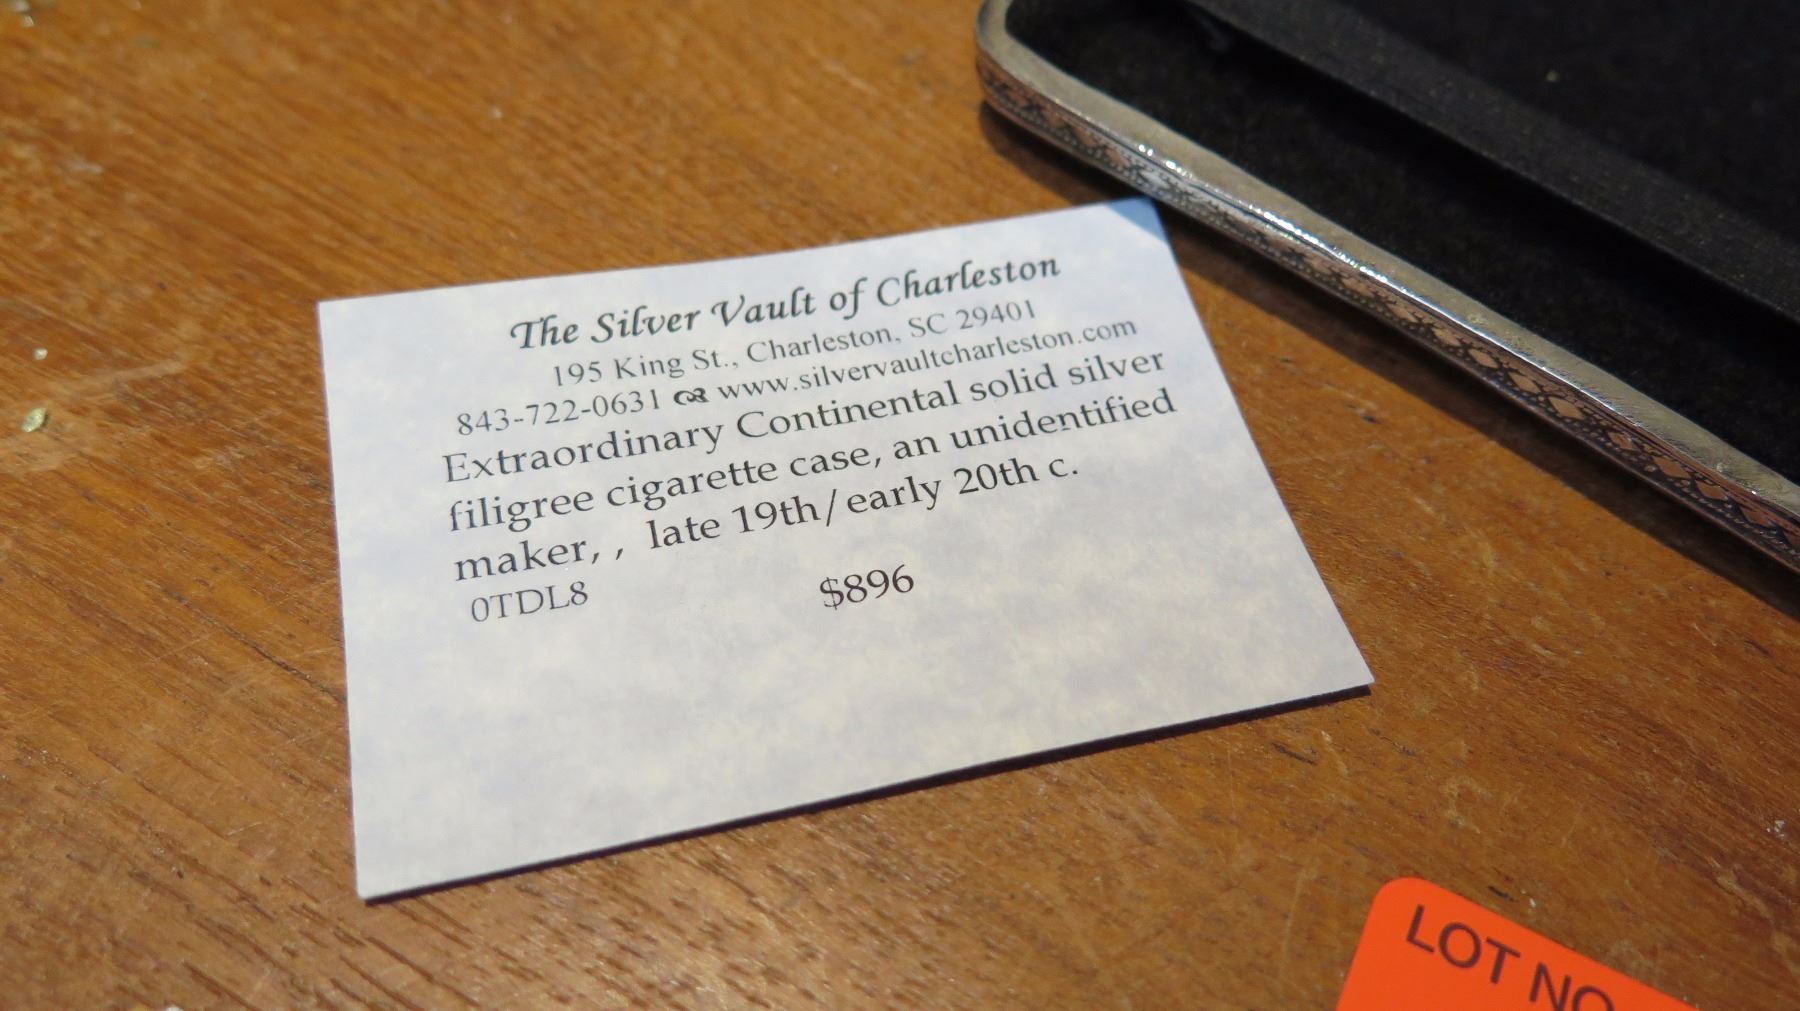 The Silver Vault of Charleston
195 King St., Charleston, SC 29401
843-722-0631 www.silvervaultcharleston.com
Extraordinary Continental solid silver
filigree cigarette case, an unidentified
maker, , late 19th/early 20th c.
0TDL8 $896
LOT NO